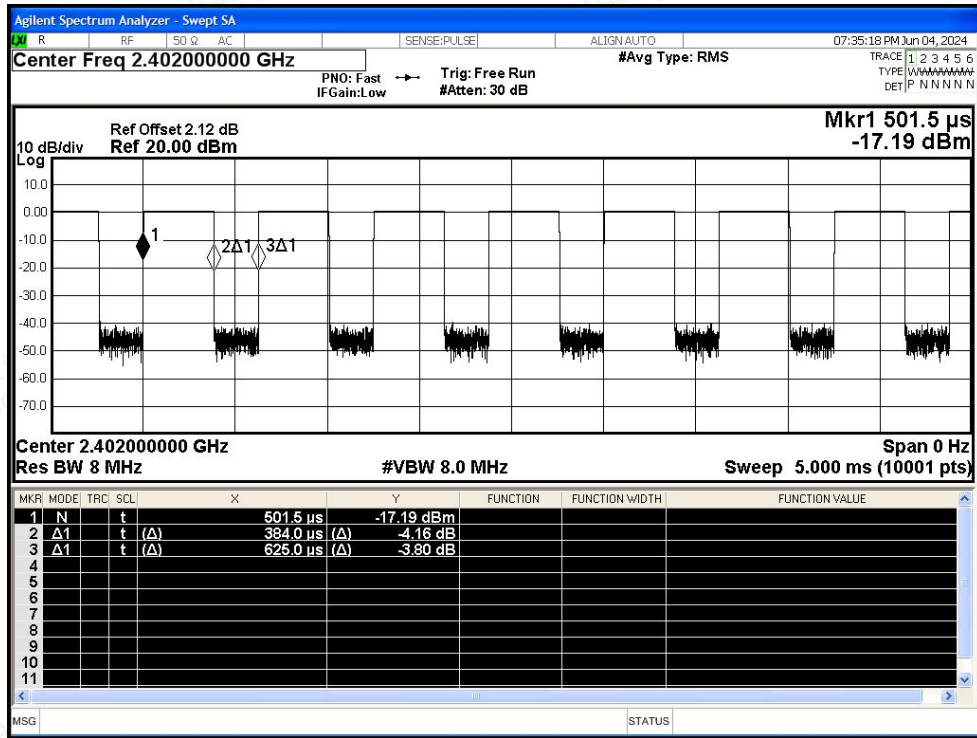 Agilent Spectrum Analyzer - Swept SA
LXI R RF 50 Ω AC SENSE:PULSE ALIGN AUTO 07:35:18 PM Jun 04, 2024
Center Freq 2.402000000 GHz #Avg Type: RMS TRACE 1 2 3 4 5 6
PNO: Fast Trig: Free Run TYPE WWWWWW
IFGain:Low #Atten: 30 dB DET P N N N N N
Mkr1 501.5 µs
Ref Offset 2.12 dB
10 dB/div Ref 20.00 dBm -17.19 dBm
Log
10.0
0.00
-10.0 1 2Δ1 3Δ1
-20.0
-30.0
-40.0
-50.0
-60.0
-70.0
Center 2.402000000 GHz Span 0 Hz
Res BW 8 MHz #VBW 8.0 MHz Sweep 5.000 ms (10001 pts)
MKR MODE TRC SCL X Y FUNCTION FUNCTION WIDTH FUNCTION VALUE
1 N t 501.5 µs -17.19 dBm
2 Δ1 t (Δ) 384.0 µs (Δ) -4.16 dB
3 Δ1 t (Δ) 625.0 µs (Δ) -3.80 dB
4
5
6
7
8
9
10
11
MSG STATUS